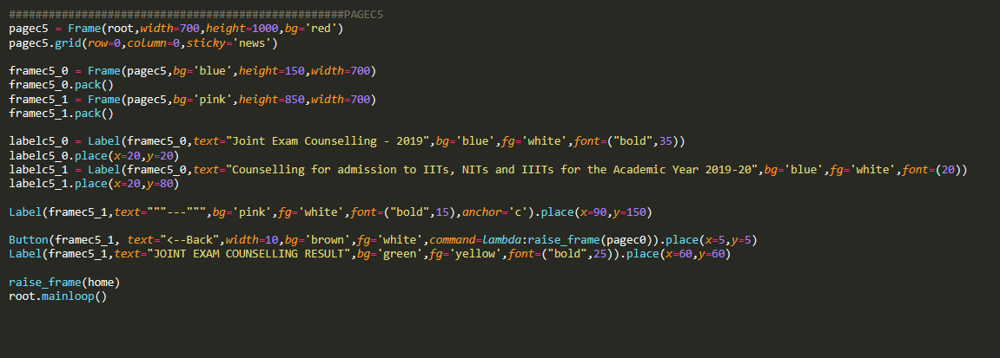 ###################################################PAGEC5
pagec5 = Frame(root,width=700,height=1000,bg='red')
pagec5.grid(row=0,column=0,sticky='news')
framec5_0 = Frame(pagec5,bg='blue',height=150,width=700)
framec5_0.pack()
framec5_1 = Frame(pagec5,bg='pink',height=850,width=700)
framec5_1.pack()
labelc5_0 = Label(framec5_0,text="Joint Exam Counselling - 2019",bg='blue',fg='white',font=("bold",35))
labelc5_0.place(x=20,y=20)
labelc5_1 = Label(framec5_0,text="Counselling for admission to IITs, NITs and IIITs for the Academic Year 2019-20",bg='blue',fg='white',font=(20))
labelc5_1.place(x=20,y=80)
Label(framec5_1,text="""---""",bg='pink',fg='white',font=("bold",15),anchor='c').place(x=90,y=150)
Button(framec5_1, text="<--Back",width=10,bg='brown',fg='white',command=lambda:raise_frame(pagec0)).place(x=5,y=5)
Label(framec5_1,text="JOINT EXAM COUNSELLING RESULT",bg='green',fg='yellow',font=("bold",25)).place(x=60,y=60)
raise_frame(home)
root.mainloop()